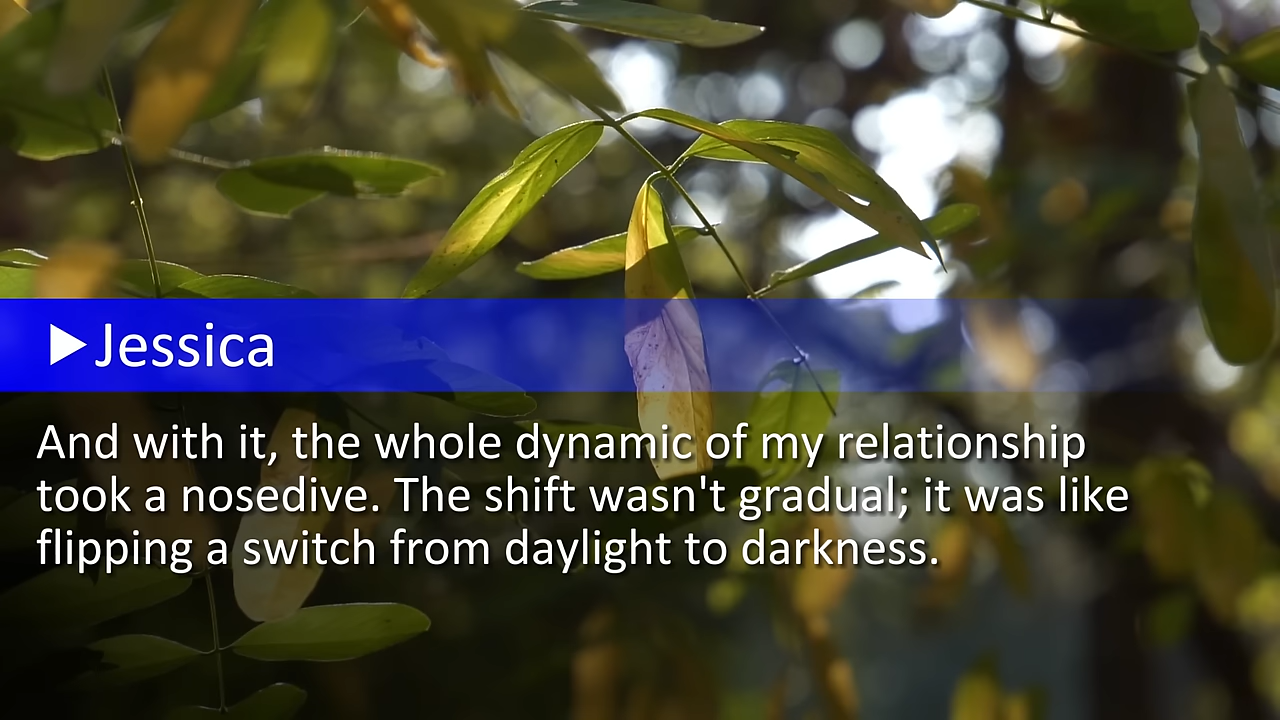 ▶Jessica
And with it, the whole dynamic of my relationship
took a nosedive. The shift wasn't gradual; it was like
flipping a switch from daylight to darkness.